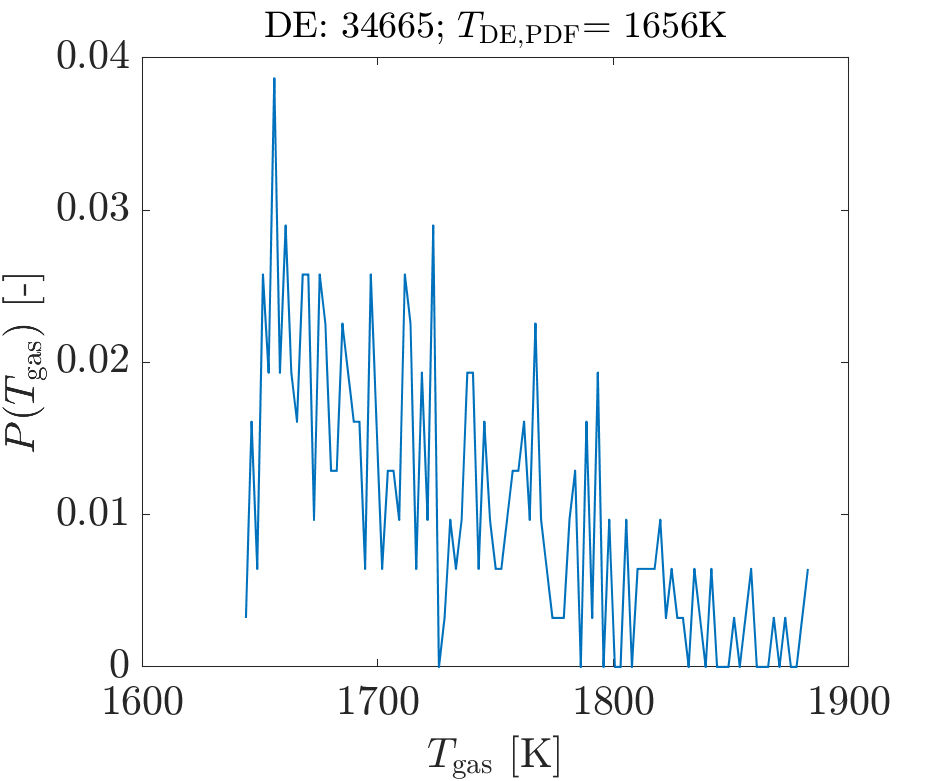 DE: 34665; T_DE,PDF= 1656K
0.04
0.03
0.02
0.01
0
P(T_gas) [-]
1600 1700 1800 1900
T_gas [K]